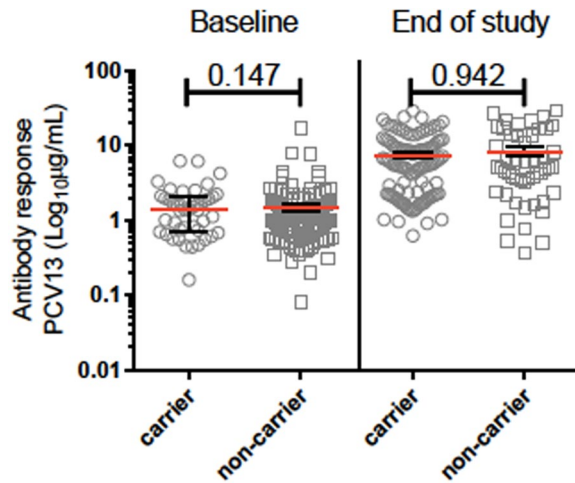 Baseline End of study
0.147 0.942
Antibody response
PCV13 (Log₁₀µg/mL)
100
10
1
0.1
0.01
carrier non-carrier carrier non-carrier